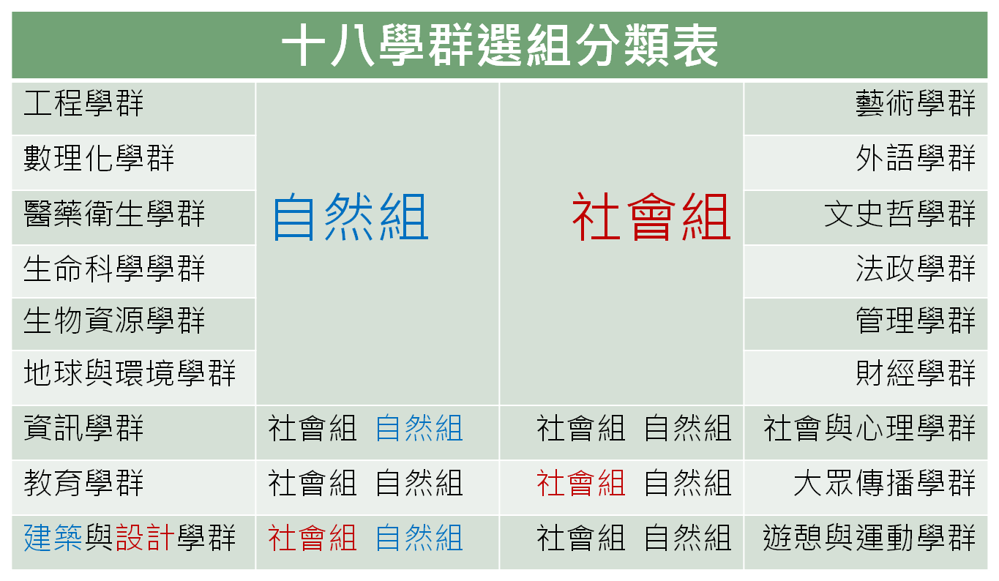 十八學群選組分類表
工程學群 藝術學群
數理化學群 外語學群
醫藥衛生學群 自然組 社會組 文史哲學群
生命科學學群 法政學群
生物資源學群 管理學群
地球與環境學群 財經學群
資訊學群 社會組 自然組 社會組 自然組 社會與心理學群
教育學群 社會組 自然組 社會組 自然組 大眾傳播學群
建築與設計學群 社會組 自然組 社會組 自然組 遊憩與運動學群